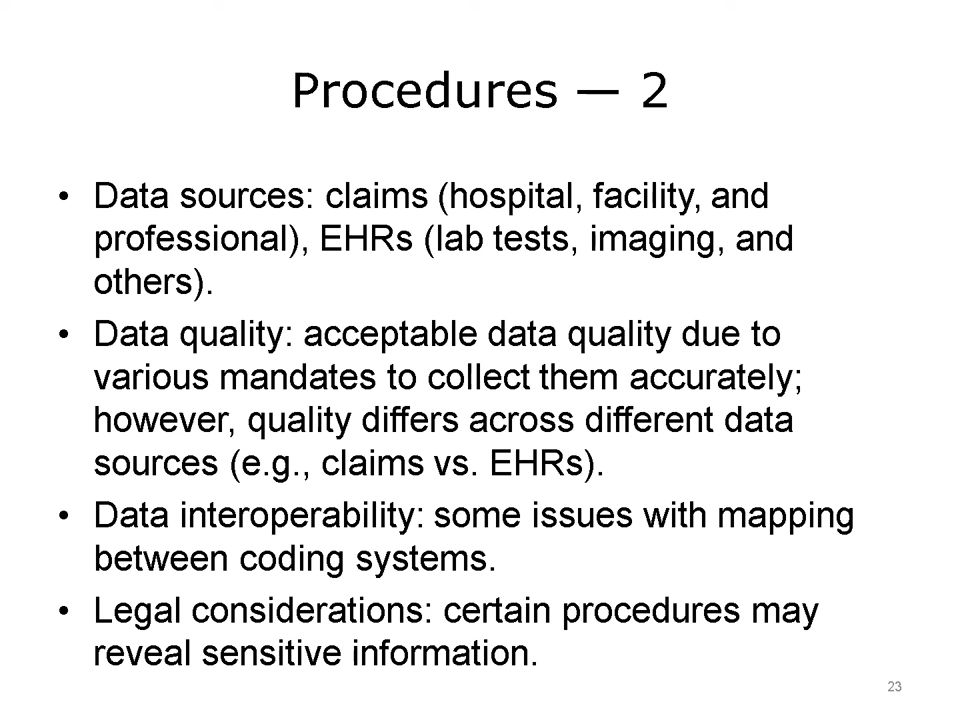 Procedures — 2
• Data sources: claims (hospital, facility, and
professional), EHRs (lab tests, imaging, and
others).
• Data quality: acceptable data quality due to
various mandates to collect them accurately;
however, quality differs across different data
sources (e.g., claims vs. EHRs).
• Data interoperability: some issues with mapping
between coding systems.
• Legal considerations: certain procedures may
reveal sensitive information.
23